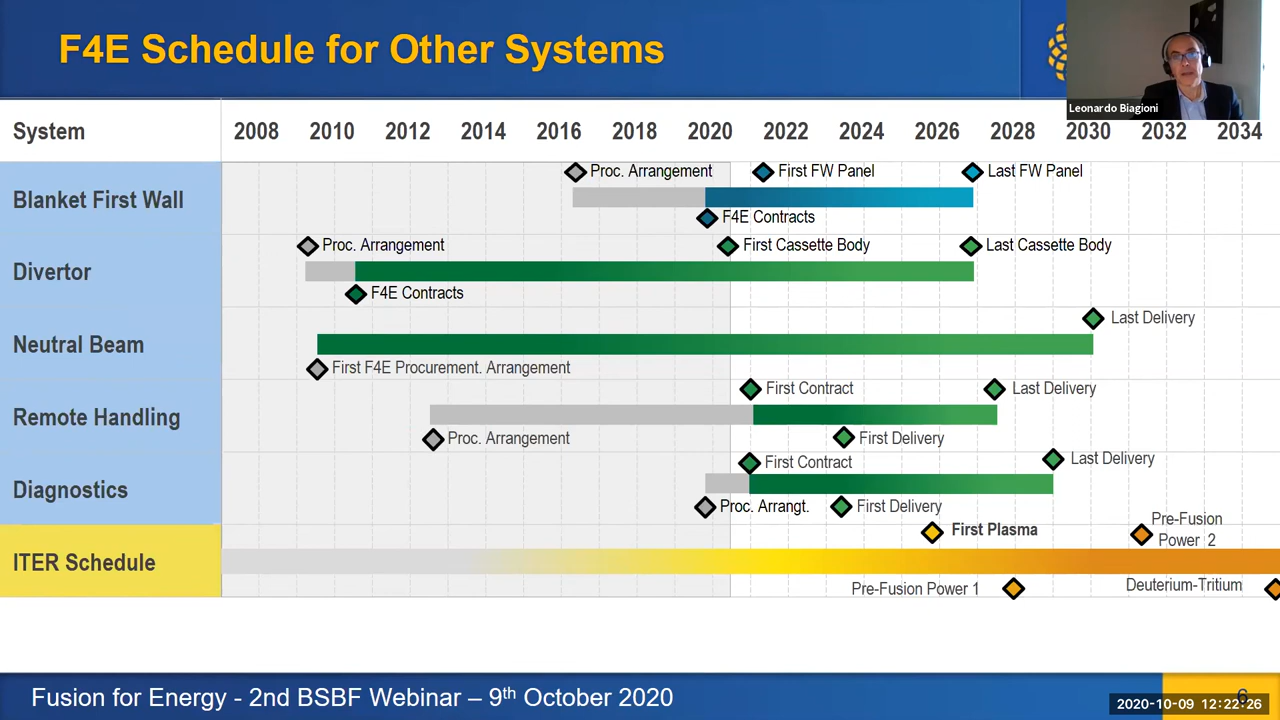 F4E Schedule for Other Systems
Leonardo Biagioni
System 2008 2010 2012 2014 2016 2018 2020 2022 2024 2026 2028 2030 2032 2034
Proc. Arrangement First FW Panel Last FW Panel
Blanket First Wall
F4E Contracts
Proc. Arrangement First Cassette Body Last Cassette Body
Divertor
F4E Contracts
Last Delivery
Neutral Beam
First F4E Procurement. Arrangement
First Contract Last Delivery
Remote Handling
Proc. Arrangement First Delivery
First Contract Last Delivery
Diagnostics
Proc. Arrangt. First Delivery
First Plasma Pre-Fusion
Power 2
ITER Schedule
Pre-Fusion Power 1 Deuterium-Tritium
Fusion for Energy - 2nd BSBF Webinar – 9th October 2020
6
2020-10-09 12:22:26